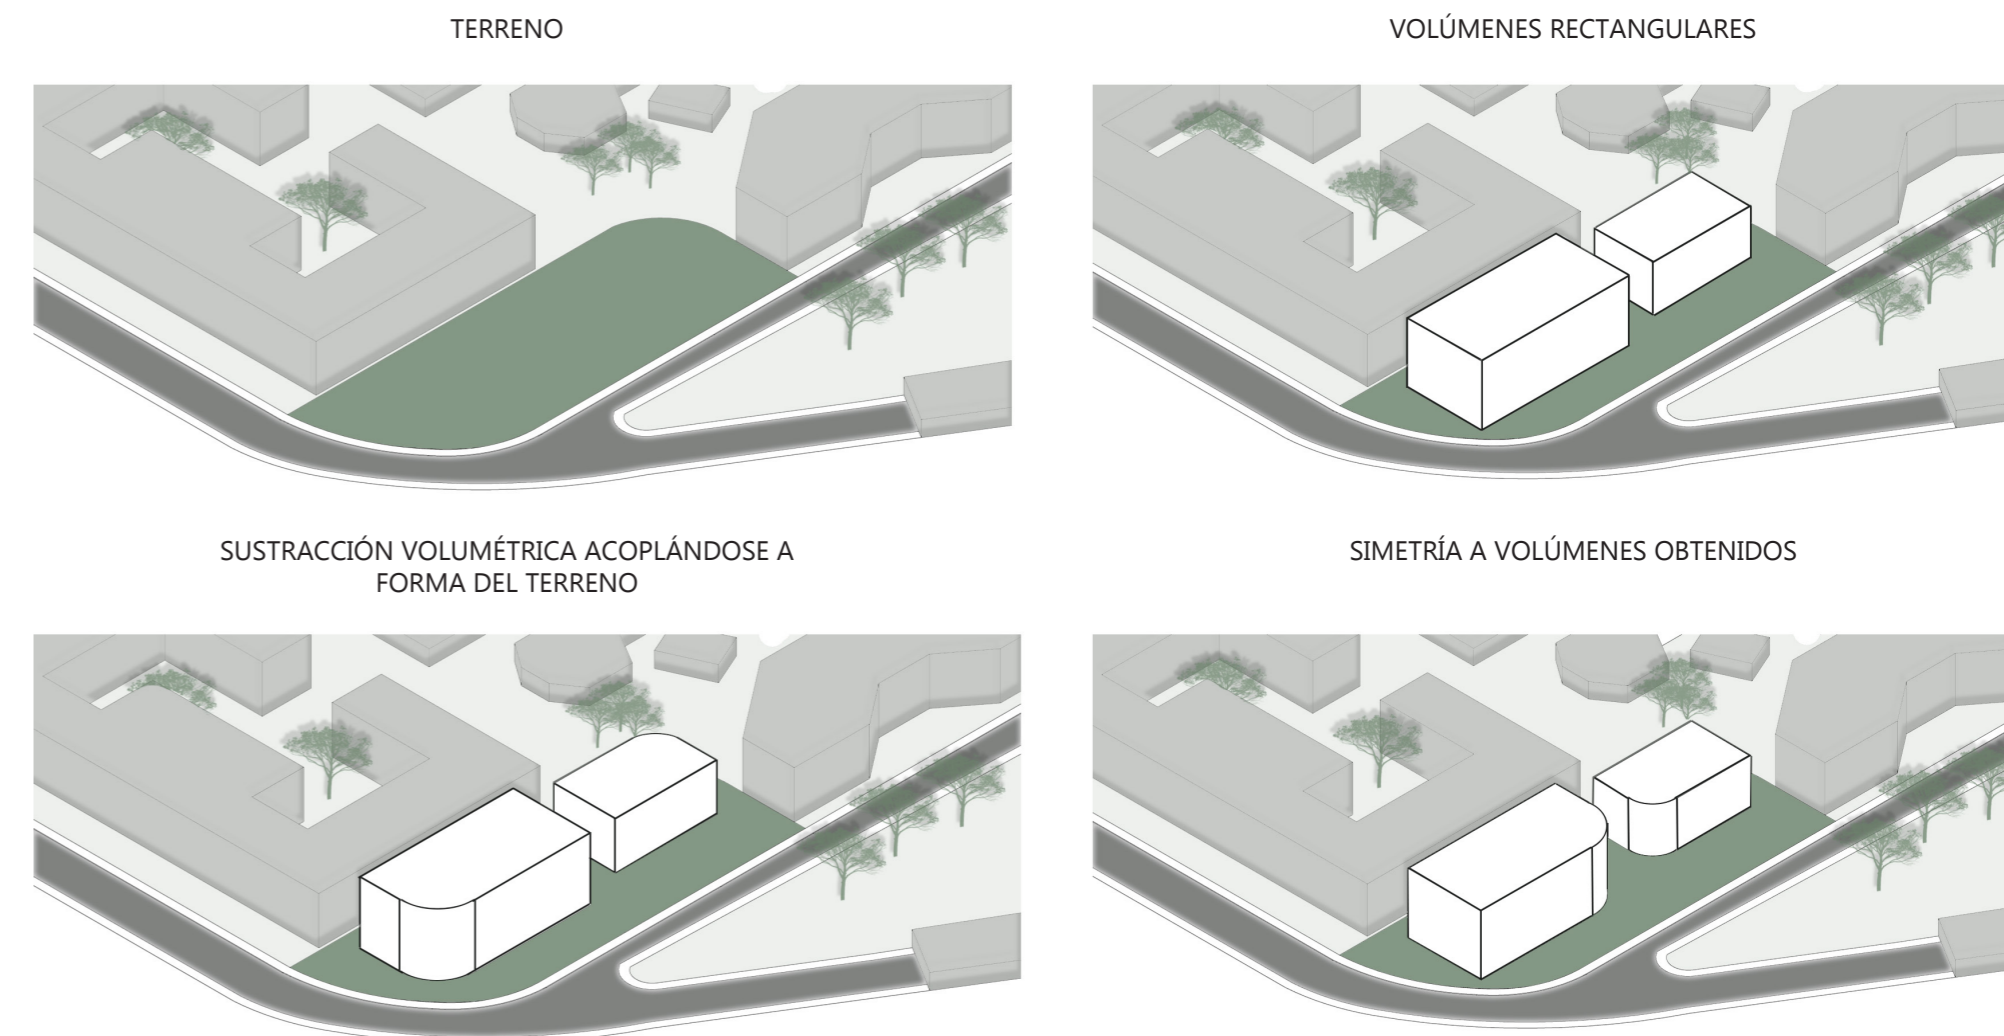 TERRENO
VOLÚMENES RECTANGULARES
SUSTRACCIÓN VOLUMÉTRICA ACOPLÁNDOSE A
FORMA DEL TERRENO
SIMETRÍA A VOLÚMENES OBTENIDOS